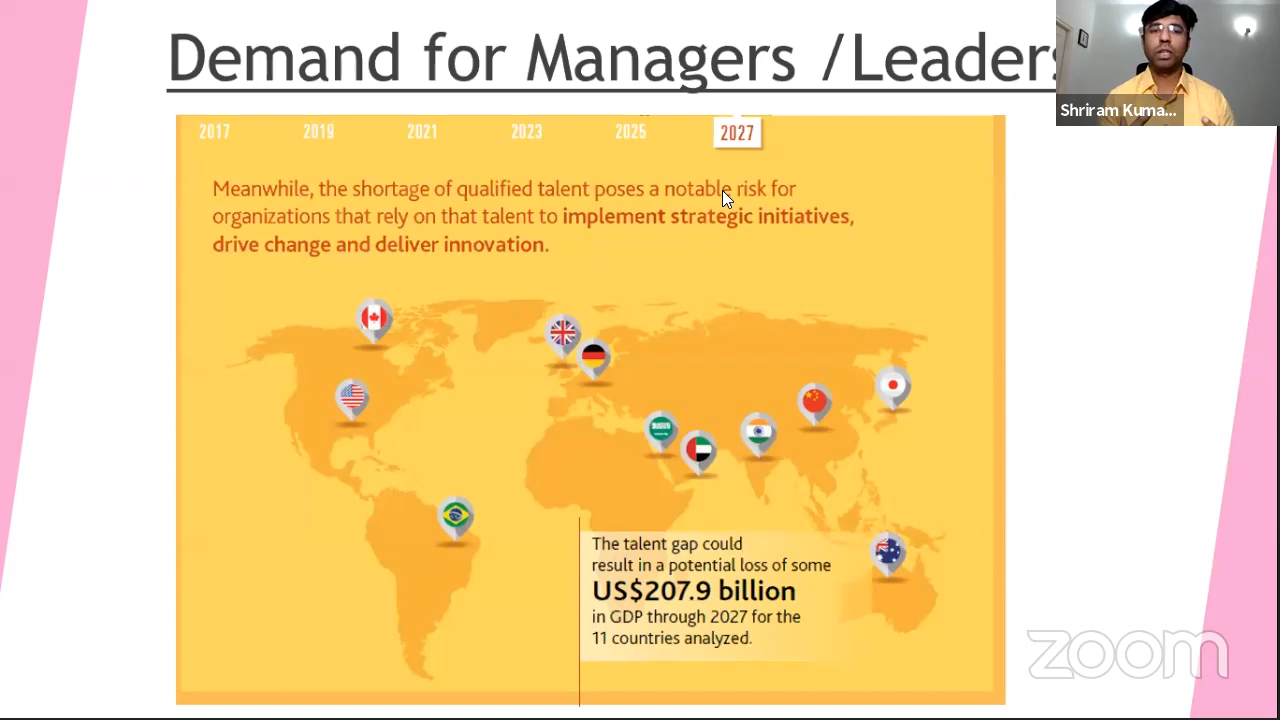 Demand for Managers /Leaders
Shriram Kuma...
2017 2019 2021 2023 2025 2027
Meanwhile, the shortage of qualified talent poses a notable risk for
organizations that rely on that talent to implement strategic initiatives,
drive change and deliver innovation.
The talent gap could
result in a potential loss of some
US$207.9 billion
in GDP through 2027 for the
11 countries analyzed.
zoom